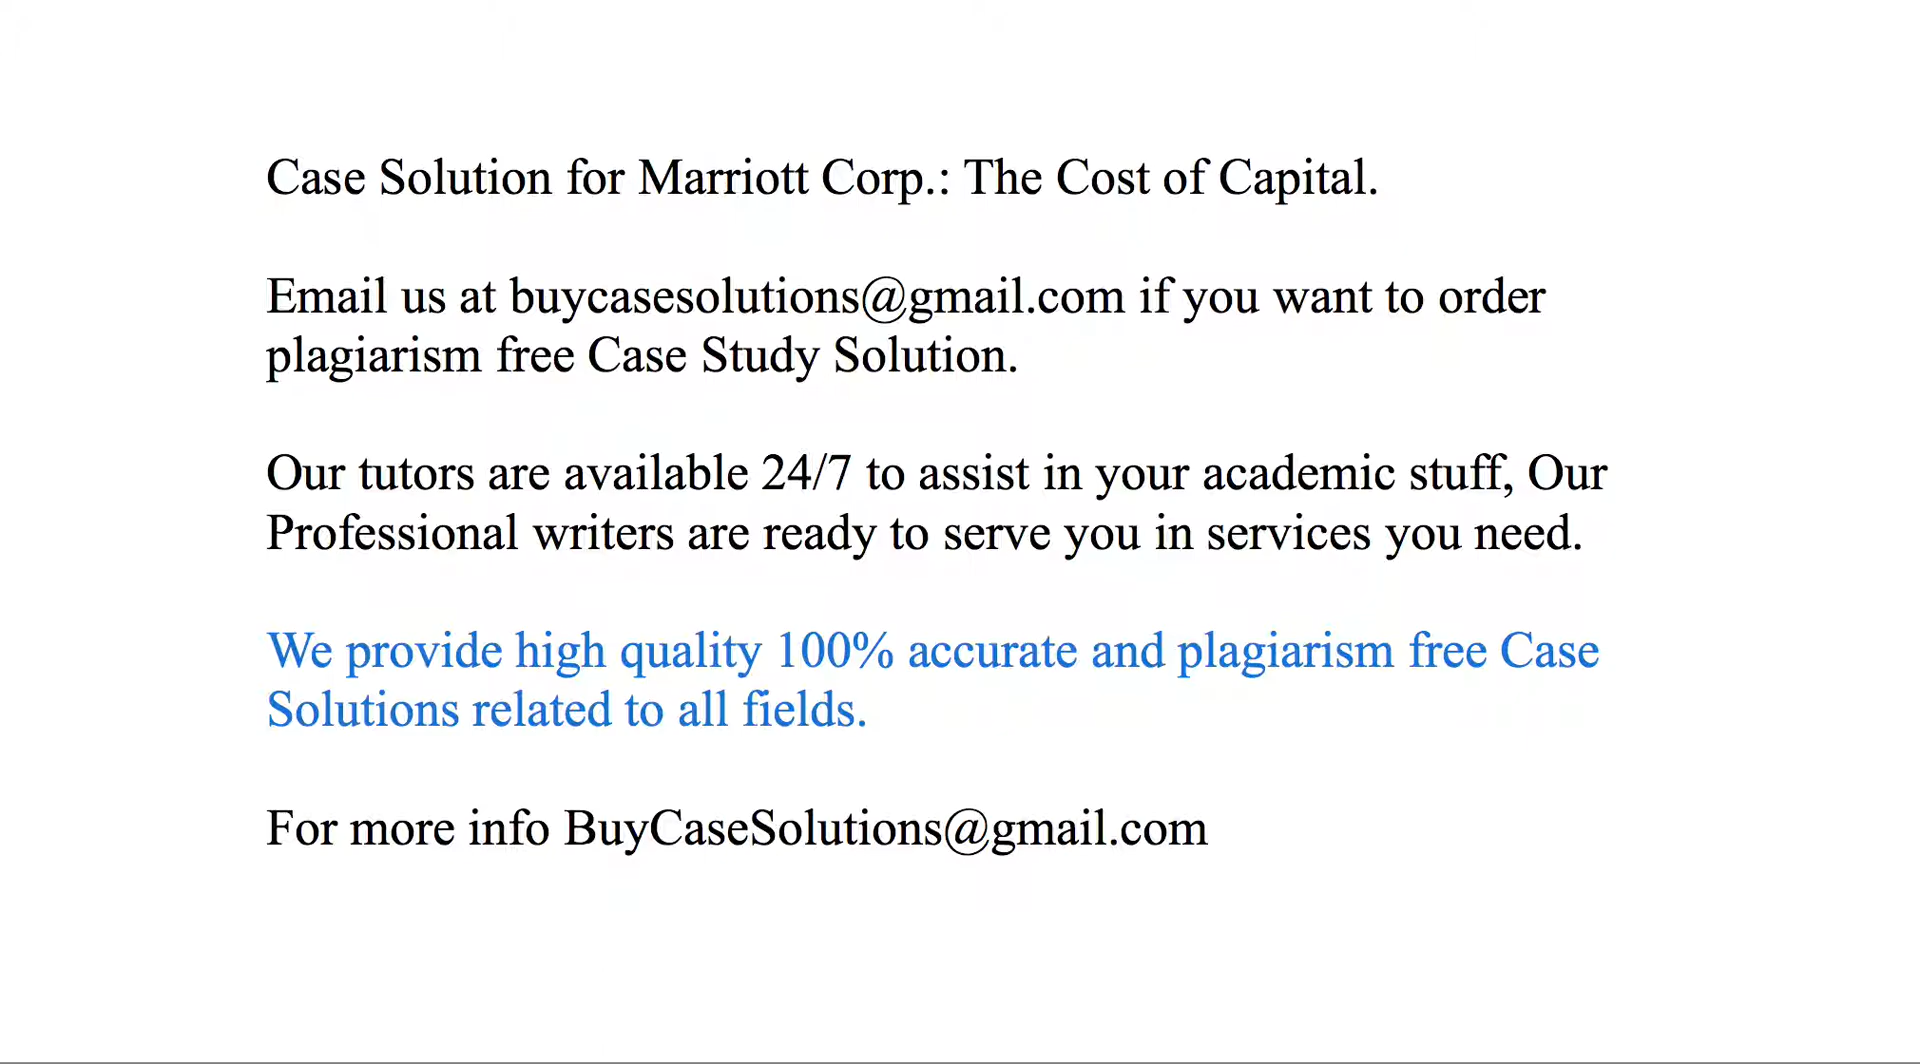 Case Solution for Marriott Corp.: The Cost of Capital.
Email us at buycasesolutions@gmail.com if you want to order
plagiarism free Case Study Solution.
Our tutors are available 24/7 to assist in your academic stuff, Our
Professional writers are ready to serve you in services you need.
We provide high quality 100% accurate and plagiarism free Case
Solutions related to all fields.
For more info BuyCaseSolutions@gmail.com